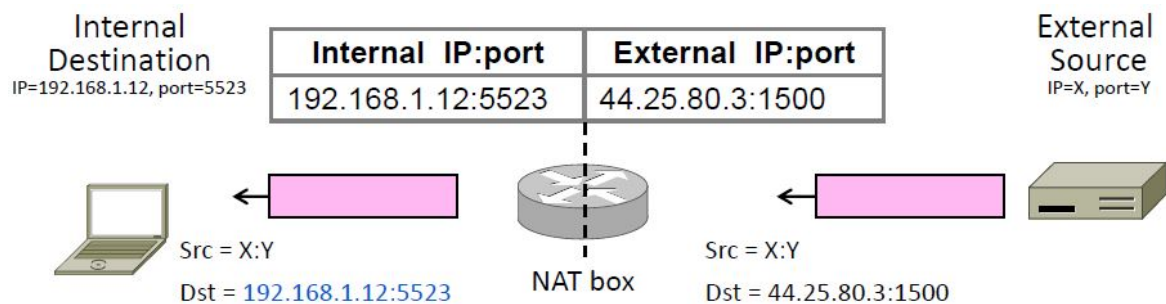 Internal
Destination
IP=192.168.1.12, port=5523
Internal IP:port
External IP:port
192.168.1.12:5523
44.25.80.3:1500
External
Source
IP=X, port=Y
Src = X:Y
Dst = 192.168.1.12:5523
NAT box
Src = X:Y
Dst = 44.25.80.3:1500